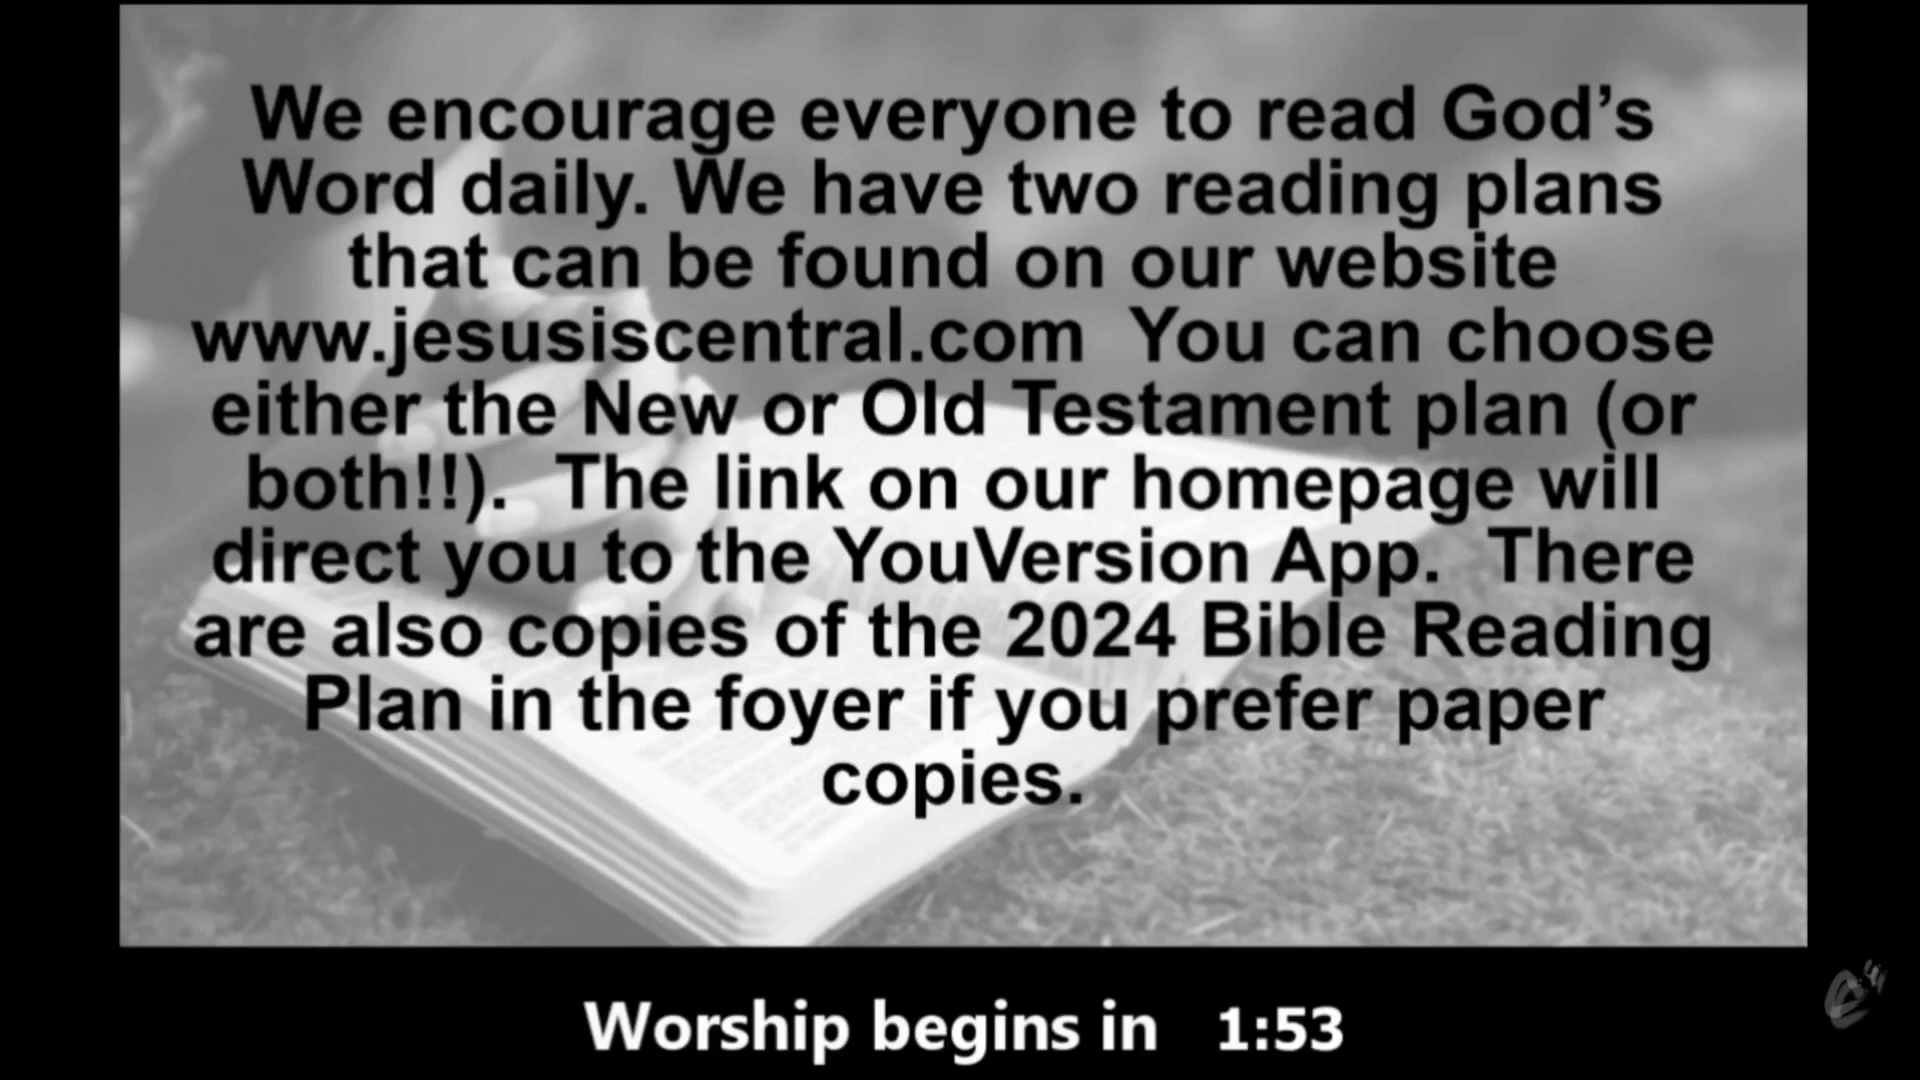 We encourage everyone to read God’s
Word daily. We have two reading plans
that can be found on our website
www.jesusiscentral.com  You can choose
either the New or Old Testament plan (or
both!!).  The link on our homepage will
direct you to the YouVersion App.  There
are also copies of the 2024 Bible Reading
Plan in the foyer if you prefer paper
copies.
Worship begins in   1:53